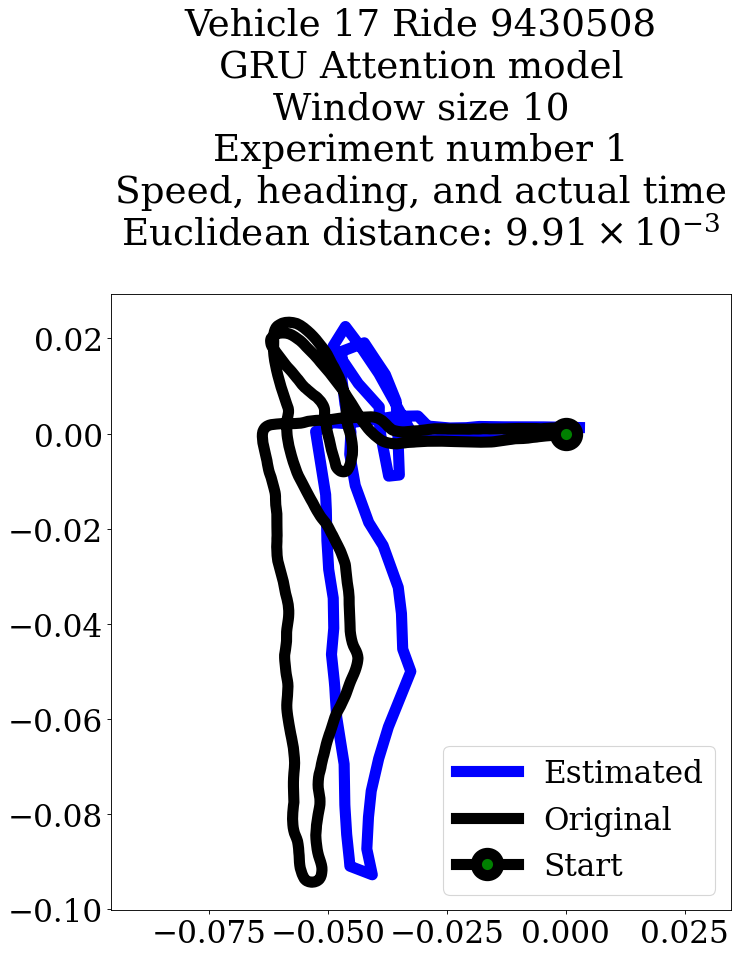 Vehicle 17 Ride 9430508
GRU Attention model
Window size 10
Experiment number 1
Speed, heading, and actual time
Euclidean distance: 9.91 × 10⁻³
0.02
0.00
−0.02
−0.04
−0.06
−0.08
−0.10
Estimated
Original
Start
−0.075 −0.050 −0.025 0.000 0.025